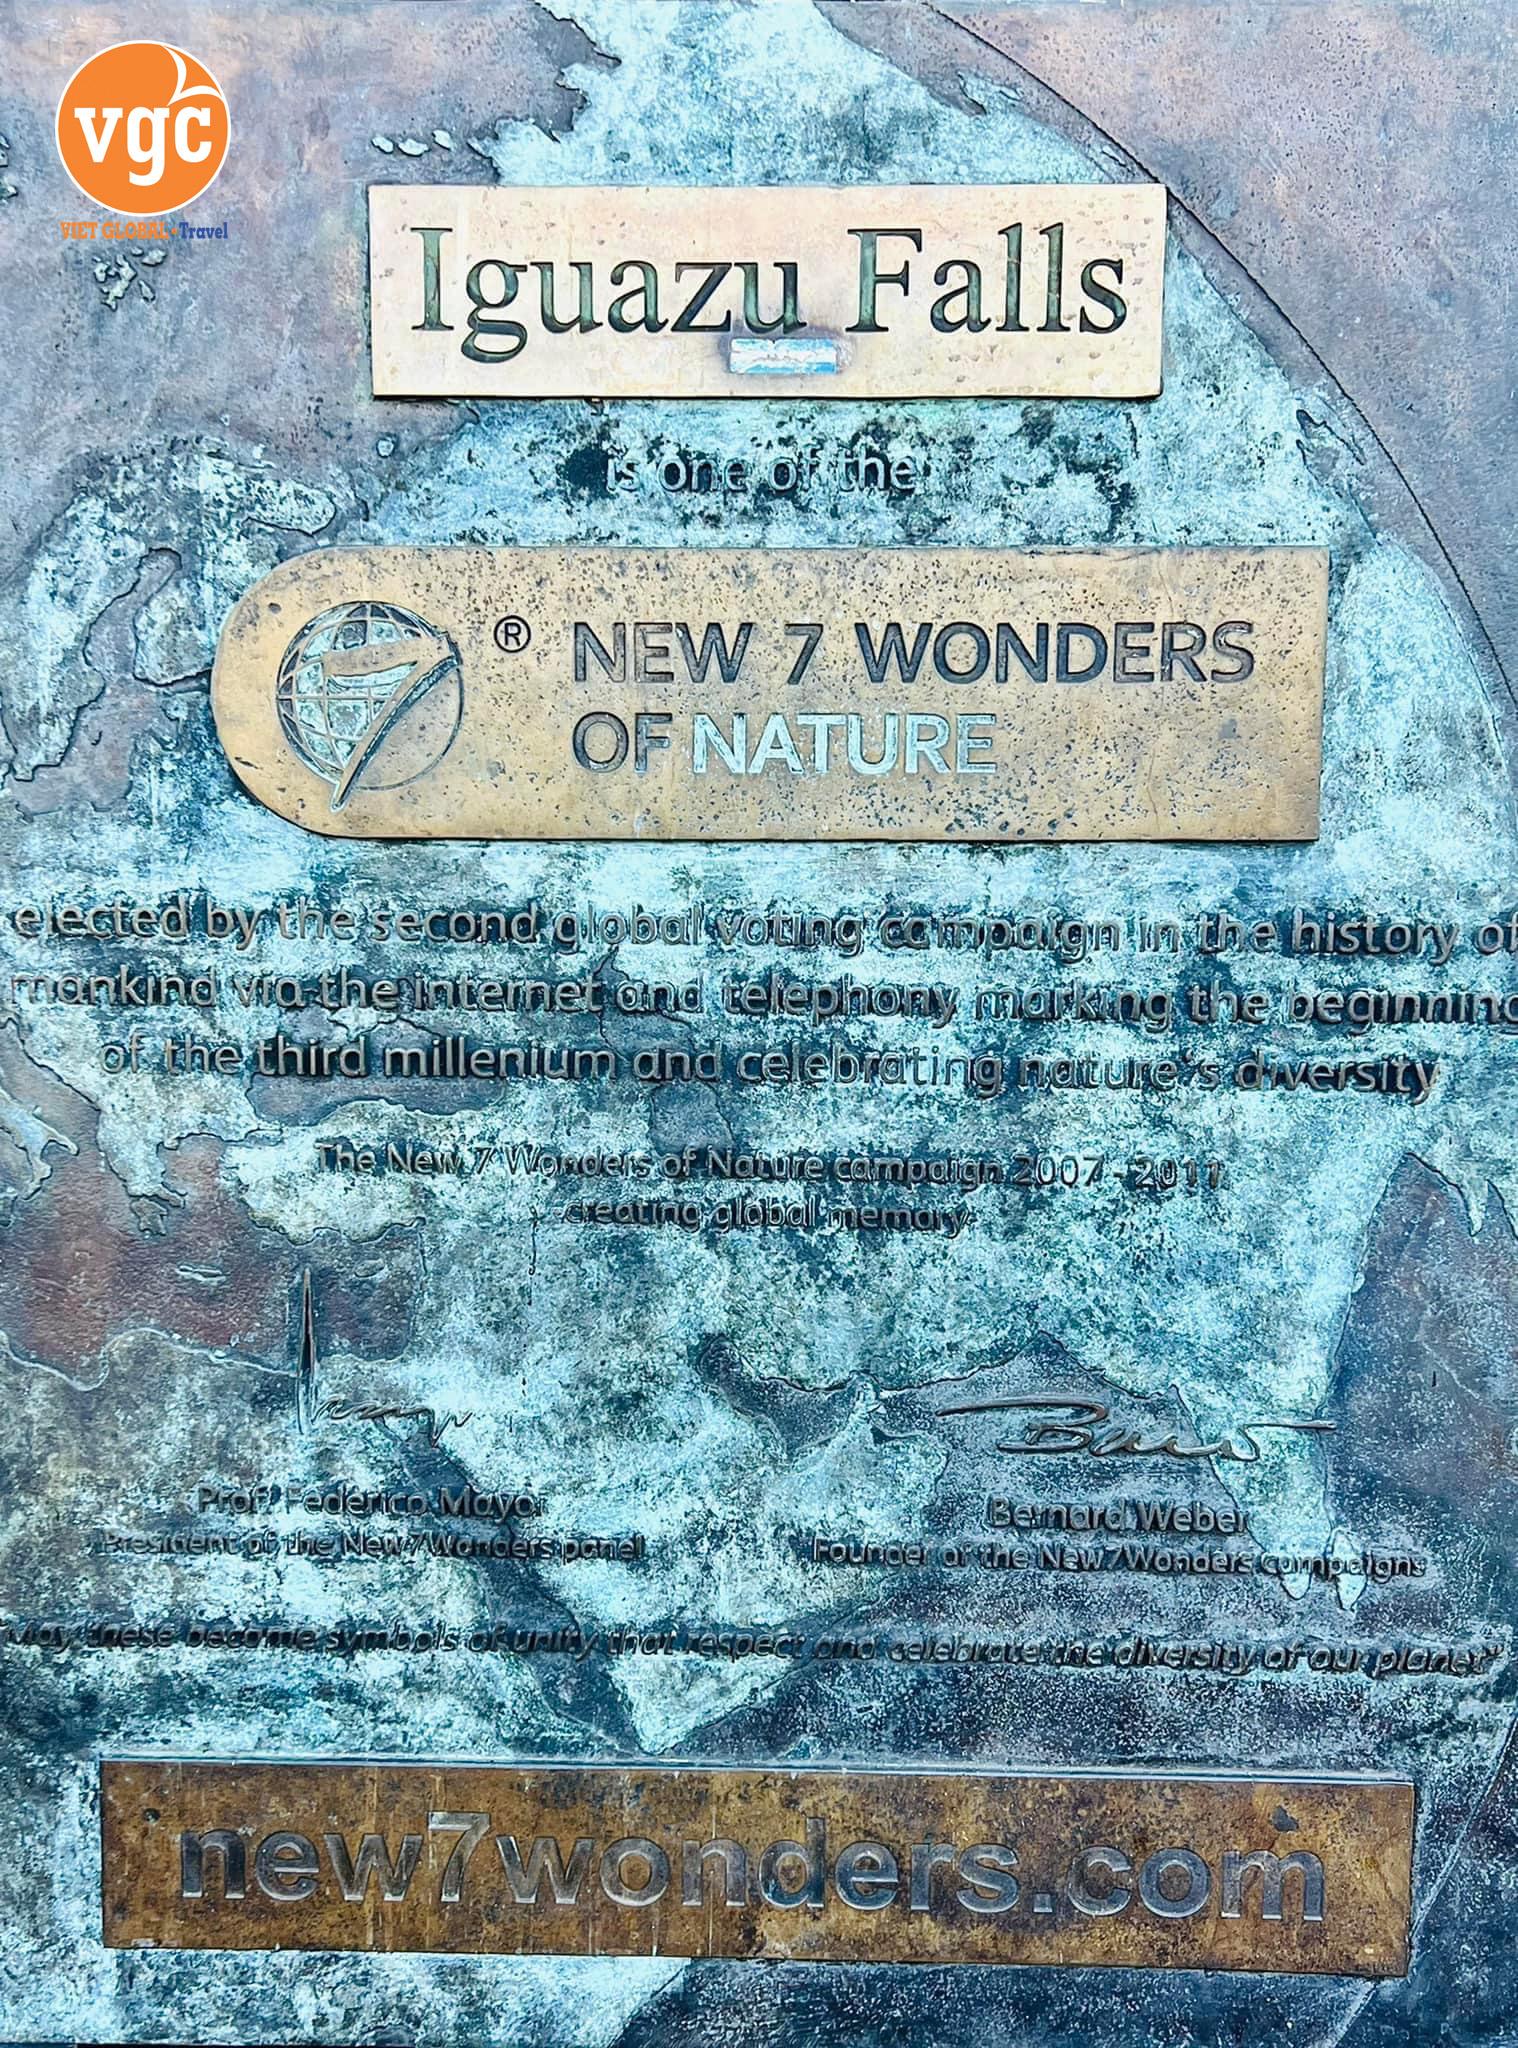 vgc
VIET GLOBAL Travel
Iguazu Falls
is one of the
® NEW 7 WONDERS
OF NATURE
elected by the second global voting campaign in the history of
mankind via the internet and telephony marking the beginning
of the third millenium and celebrating nature's diversity
The New 7 Wonders of Nature campaign 2007 - 2011
creating global memory
Prof. Federico Mayor
President of the New7Wonders panel
Bernard Weber
Founder of the New7Wonders campaigns
May these become symbols of unity that respect and celebrate the diversity of our planet"
new7wonders.com